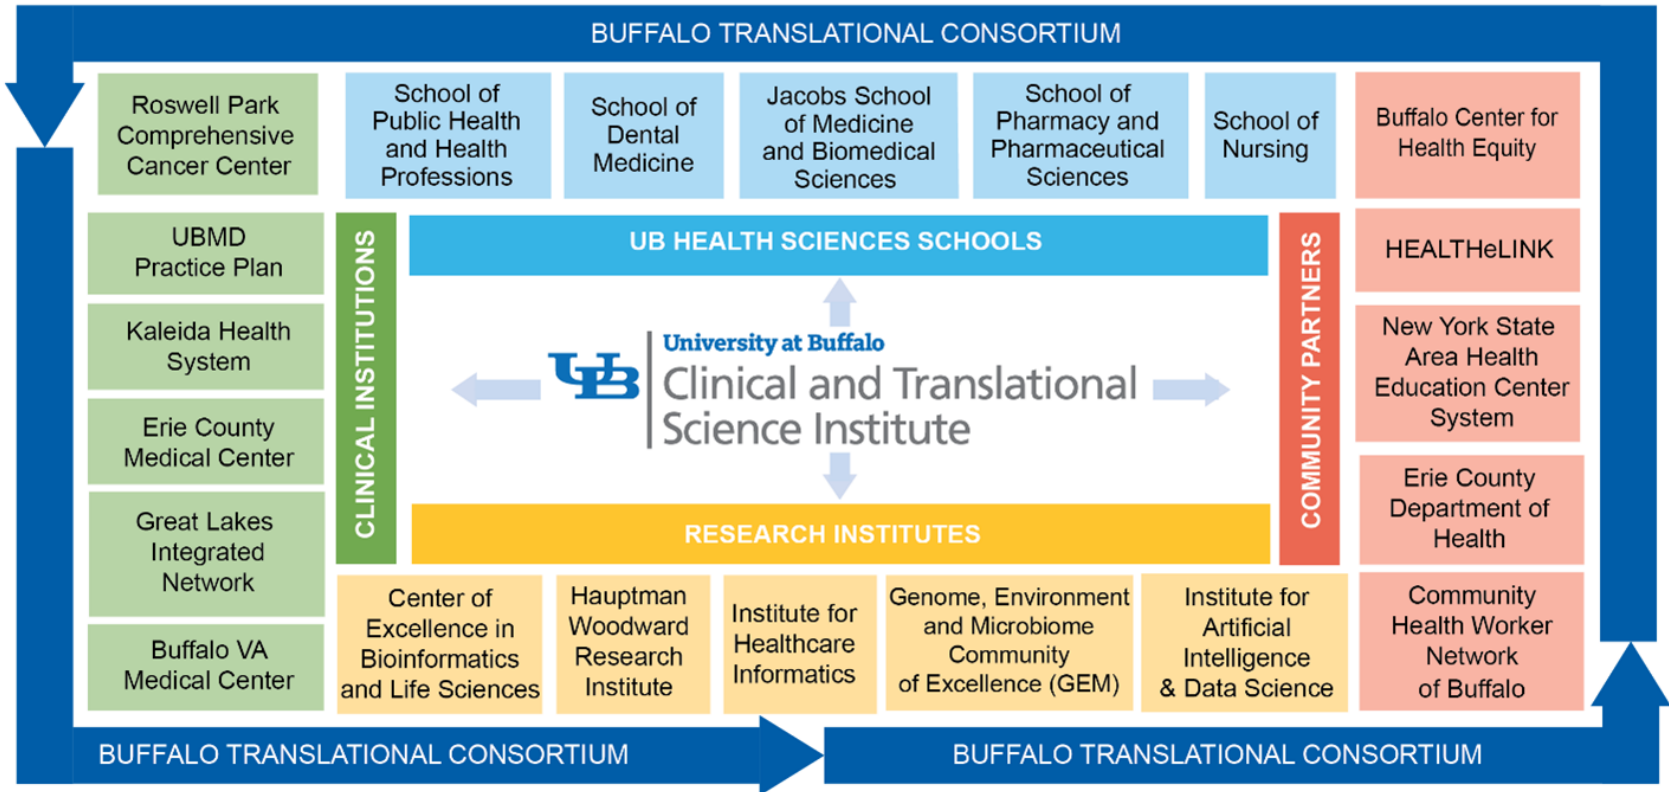 BUFFALO TRANSLATIONAL CONSORTIUM
Roswell Park
Comprehensive
Cancer Center
School of
Public Health
and Health
Professions
School of
Dental
Medicine
Jacobs School
of Medicine
and Biomedical
Sciences
School of
Pharmacy and
Pharmaceutical
Sciences
School of
Nursing
Buffalo Center for
Health Equity
UBMD
Practice Plan
Kaleida Health
System
Erie County
Medical Center
Great Lakes
Integrated
Network
Buffalo VA
Medical Center
CLINICAL INSTITUTIONS
UB HEALTH SCIENCES SCHOOLS
UB
University at Buffalo
Clinical and Translational
Science Institute
RESEARCH INSTITUTES
COMMUNITY PARTNERS
HEALTHeLINK
New York State
Area Health
Education Center
System
Erie County
Department of
Health
Community
Health Worker
Network
of Buffalo
Center of
Excellence in
Bioinformatics
and Life Sciences
Hauptman
Woodward
Research
Institute
Institute for
Healthcare
Informatics
Genome, Environment
and Microbiome
Community
of Excellence (GEM)
Institute for
Artificial
Intelligence
& Data Science
BUFFALO TRANSLATIONAL CONSORTIUM
BUFFALO TRANSLATIONAL CONSORTIUM